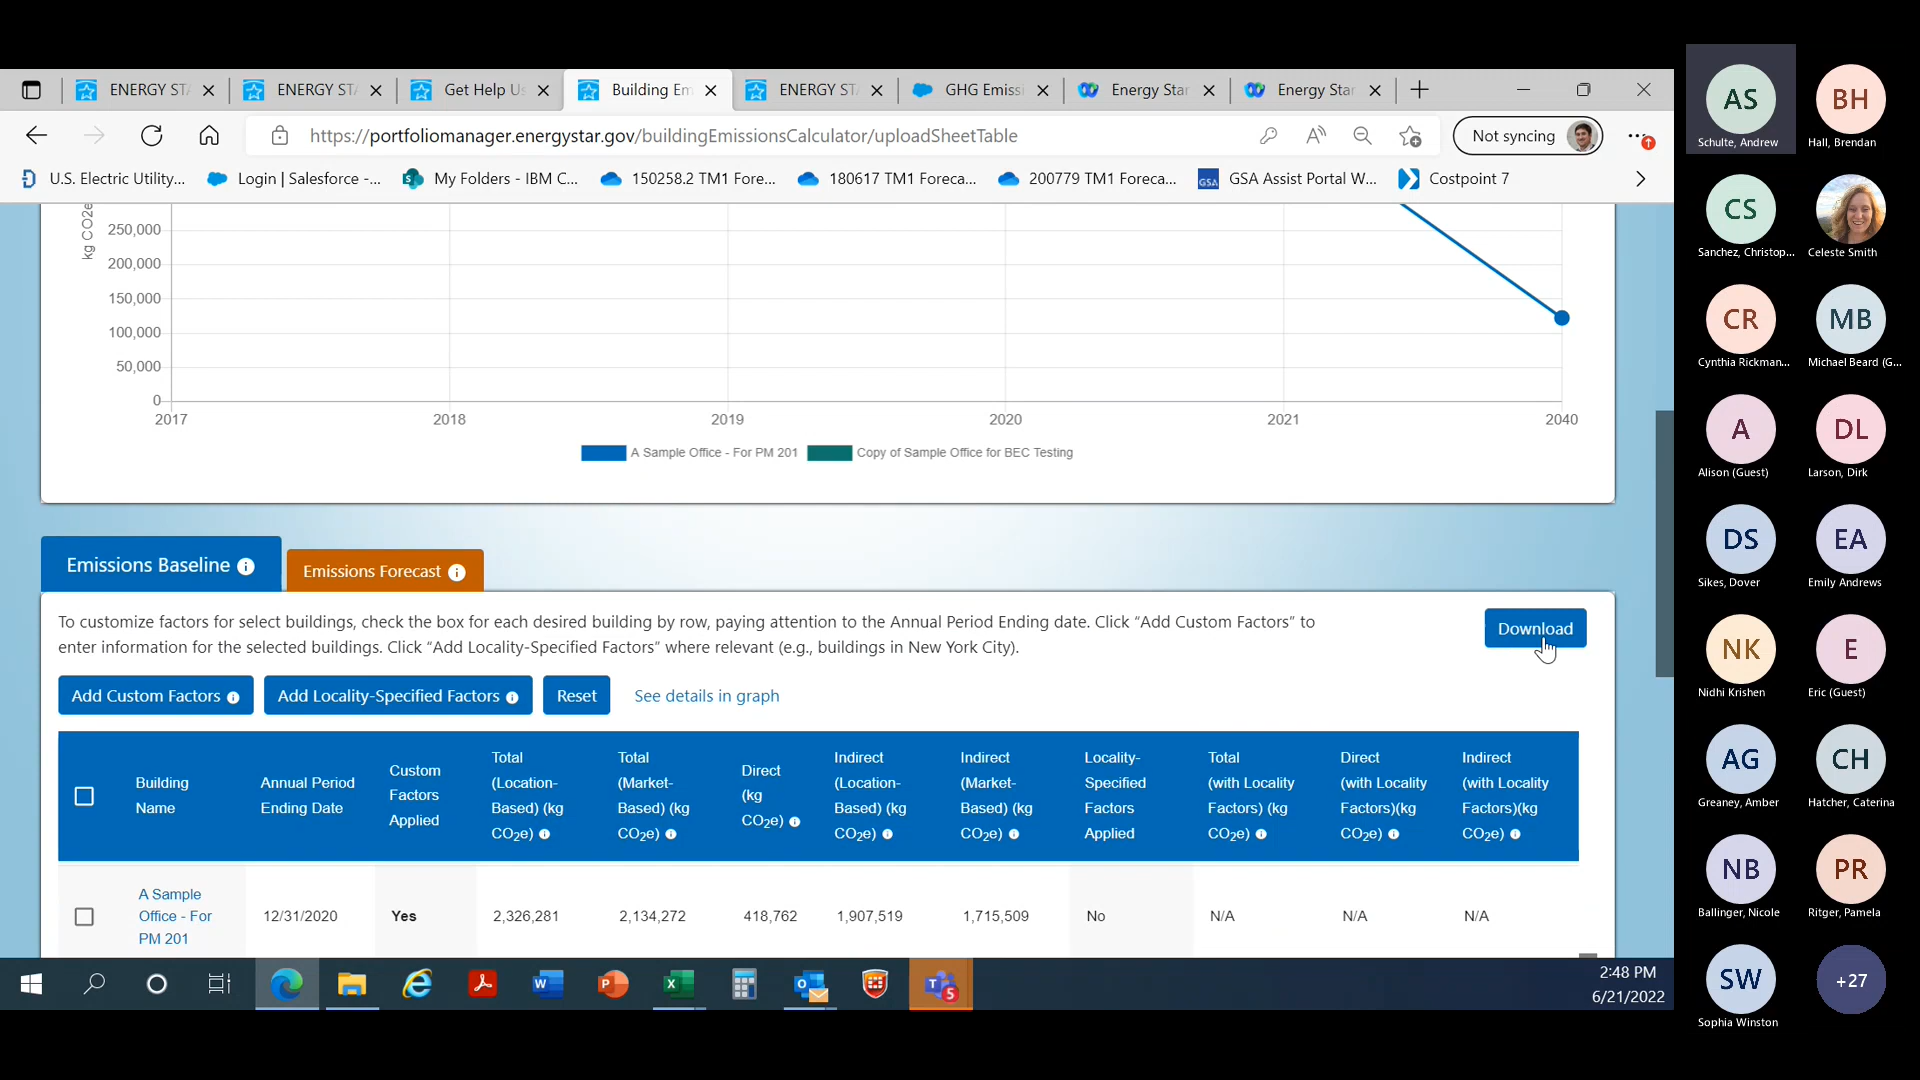 ENERGY STA
ENERGY STA
Get Help Us
Building Em
ENERGY STA
GHG Emissi
Energy Star
Energy Star
https://portfoliomanager.energystar.gov/buildingEmissionsCalculator/uploadSheetTable
Not syncing
U.S. Electric Utility...
Login | Salesforce -...
My Folders - IBM C...
150258.2 TM1 Fore...
180617 TM1 Foreca...
200779 TM1 Foreca...
GSA Assist Portal W...
Costpoint 7
kg CO2e
250,000
200,000
150,000
100,000
50,000
0
2017 2018 2019 2020 2021 2040
A Sample Office - For PM 201
Copy of Sample Office for BEC Testing
Emissions Baseline
Emissions Forecast
To customize factors for select buildings, check the box for each desired building by row, paying attention to the Annual Period Ending date. Click “Add Custom Factors” to
enter information for the selected buildings. Click “Add Locality-Specified Factors” where relevant (e.g., buildings in New York City).
Download
Add Custom Factors
Add Locality-Specified Factors
Reset
See details in graph
Building
Name
Annual Period
Ending Date
Custom
Factors
Applied
Total
(Location-
Based) (kg
CO2e)
Total
(Market-
Based) (kg
CO2e)
Direct
(kg
CO2e)
Indirect
(Location-
Based) (kg
CO2e)
Indirect
(Market-
Based) (kg
CO2e)
Locality-
Specified
Factors
Applied
Total
(with Locality
Factors) (kg
CO2e)
Direct
(with Locality
Factors)(kg
CO2e)
Indirect
(with Locality
Factors)(kg
CO2e)
A Sample
Office - For
PM 201
12/31/2020
Yes
2,326,281
2,134,272
418,762
1,907,519
1,715,509
No
N/A
N/A
N/A
2:48 PM
6/21/2022
AS
Schulte, Andrew
BH
Hall, Brendan
CS
Sanchez, Christop...
Celeste Smith
CR
Cynthia Rickman...
MB
Michael Beard (G...
A
Alison (Guest)
DL
Larson, Dirk
DS
Sikes, Dover
EA
Emily Andrews
NK
Nidhi Krishen
E
Eric (Guest)
AG
Greaney, Amber
CH
Hatcher, Caterina
NB
Ballinger, Nicole
PR
Ritger, Pamela
SW
Sophia Winston
+27